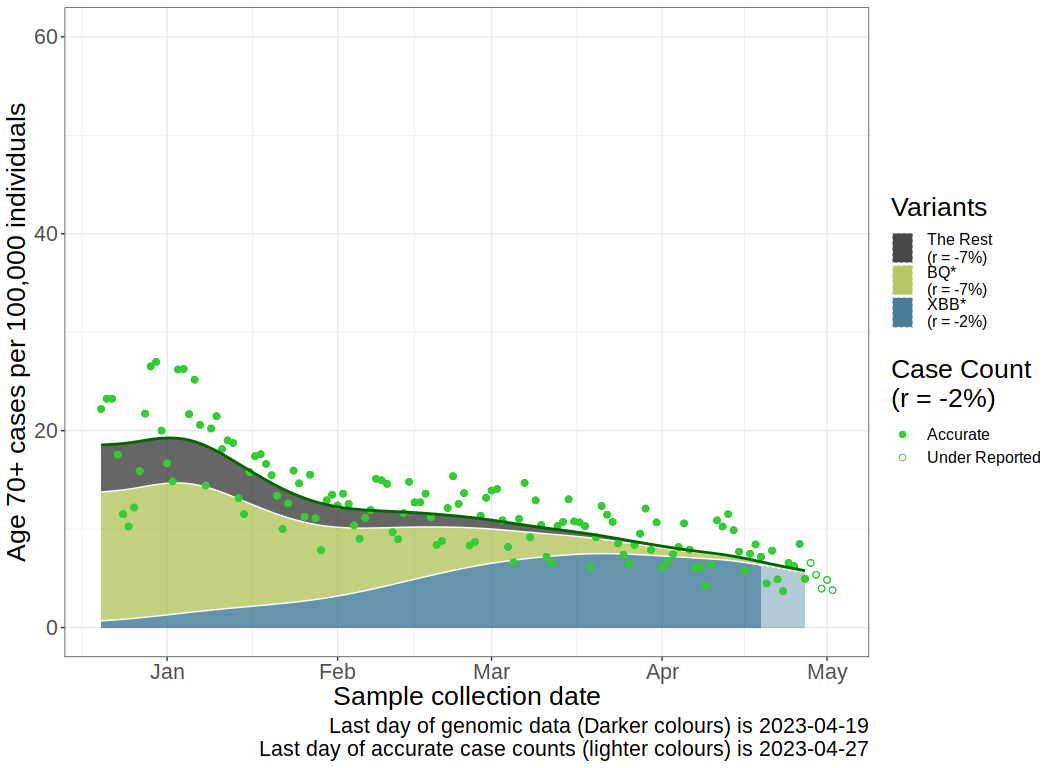 60
40
20
0
Age 70+ cases per 100,000 individuals
Jan
Feb
Mar
Apr
May
Sample collection date
Last day of genomic data (Darker colours) is 2023-04-19
Last day of accurate case counts (lighter colours) is 2023-04-27
Variants
The Rest
(r = -7%)
BQ*
(r = -7%)
XBB*
(r = -2%)
Case Count
(r = -2%)
Accurate
Under Reported